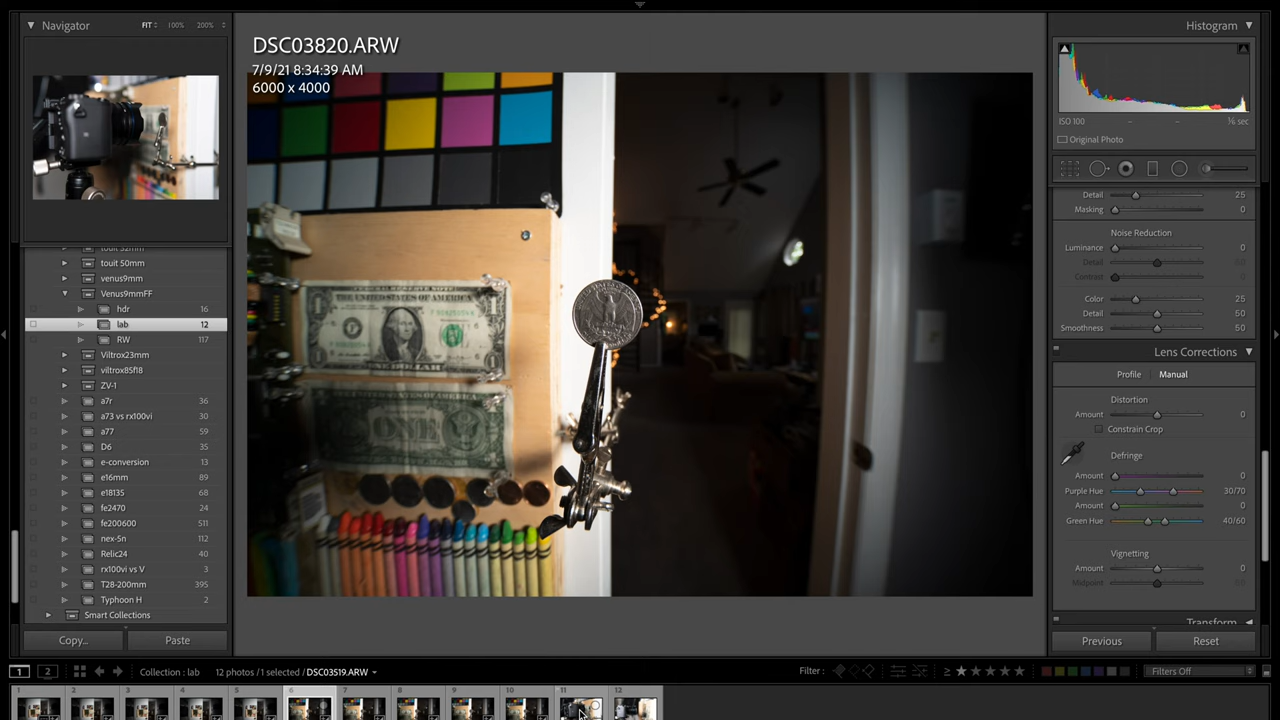 Navigator
FIT
100%
200%
touit 50mm
venus9mm
Venus9mmFF
hdr 16
lab 12
RW 117
Viltrox23mm
viltrox85f18
ZV-1
a7r 36
a73 vs rx100vi 30
a77 59
D6 35
e-conversion 13
e16mm 89
e18135 68
fe2470 24
fe200600 511
nex-5n 112
Relic24 40
rx100vi vs V 3
T28-200mm 395
Typhoon H 2
Smart Collections
Copy...
Paste
DSC03820.ARW
7/9/21 8:34:39 AM
6000 x 4000
THE UNITED STATES OF AMERICA
ONE DOLLAR
ONE
Histogram
ISO 100
Original Photo
Detail 25
Masking 0
Noise Reduction
Luminance 0
Detail
Contrast
Color 25
Detail 50
Smoothness 50
Lens Corrections
Profile Manual
Distortion
Amount 0
Constrain Crop
Defringe
Amount 0
Purple Hue 30/70
Amount 0
Green Hue 40/60
Vignetting
Amount 0
Midpoint
Transform
Previous
Reset
1 2
Collection : lab
12 photos / 1 selected / DSC03519.ARW
Filter :
Filters Off
1 2 3 4 5 6 7 8 9 10 11 12